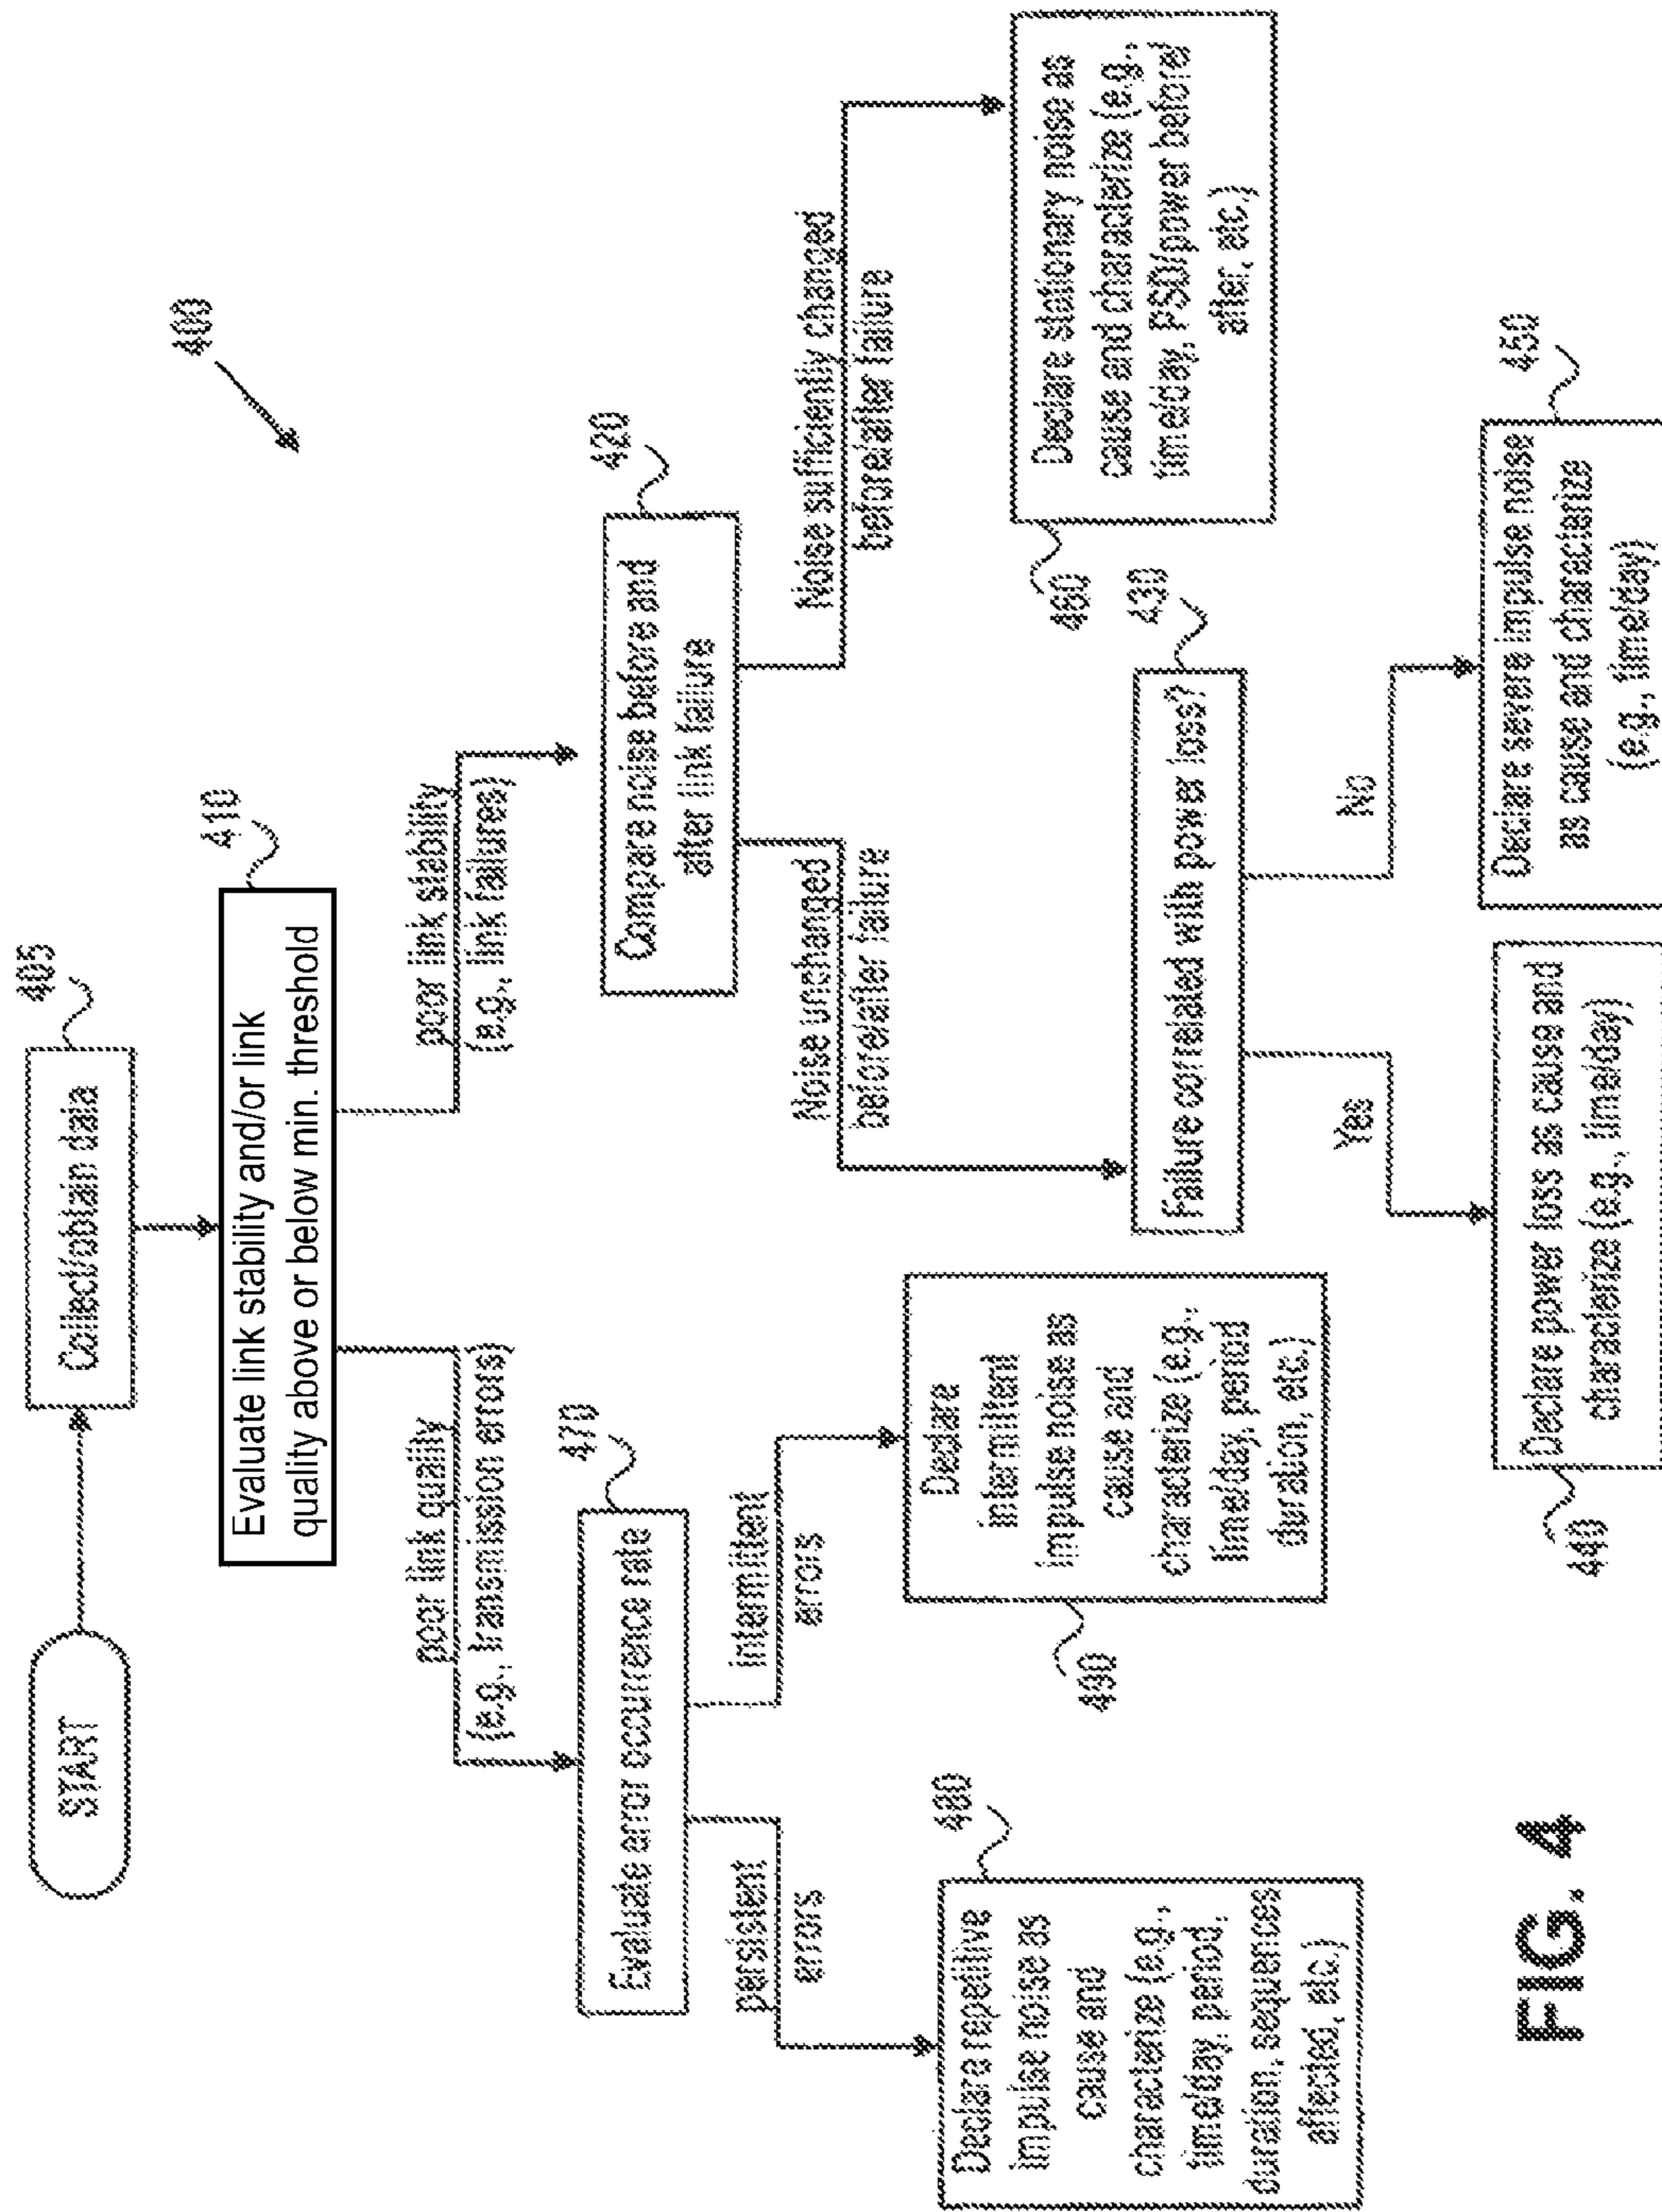 400
START
Collect/obtain data
405
Evaluate link stability and/or link
quality above or below min. threshold
410
poor link quality
(e.g., transmission errors)
poor link stability
(e.g., link failures)
Evaluate error occurrence rate
470
Compare noise before and
after link failure
420
persistent
errors
intermittent
errors
Noise unchanged
before/after failure
Noise sufficiently changed
before/after failure
Declare repetitive
impulse noise as
cause and
characterize (e.g.,
time/day, period,
duration, sequences
affected, etc.)
480
Declare
intermittent
impulse noise as
cause and
characterize (e.g.,
time/day, period
duration, etc.)
490
Declare stationary noise as
cause and characterize (e.g.,
time/day, PSD/power before/
after, etc.)
460
Failure correlated with power loss?
430
Yes
No
Declare power loss as cause and
characterize (e.g., time/day)
440
Declare severe impulse noise
as cause and characterize
(e.g., time/day)
450
FIG. 4